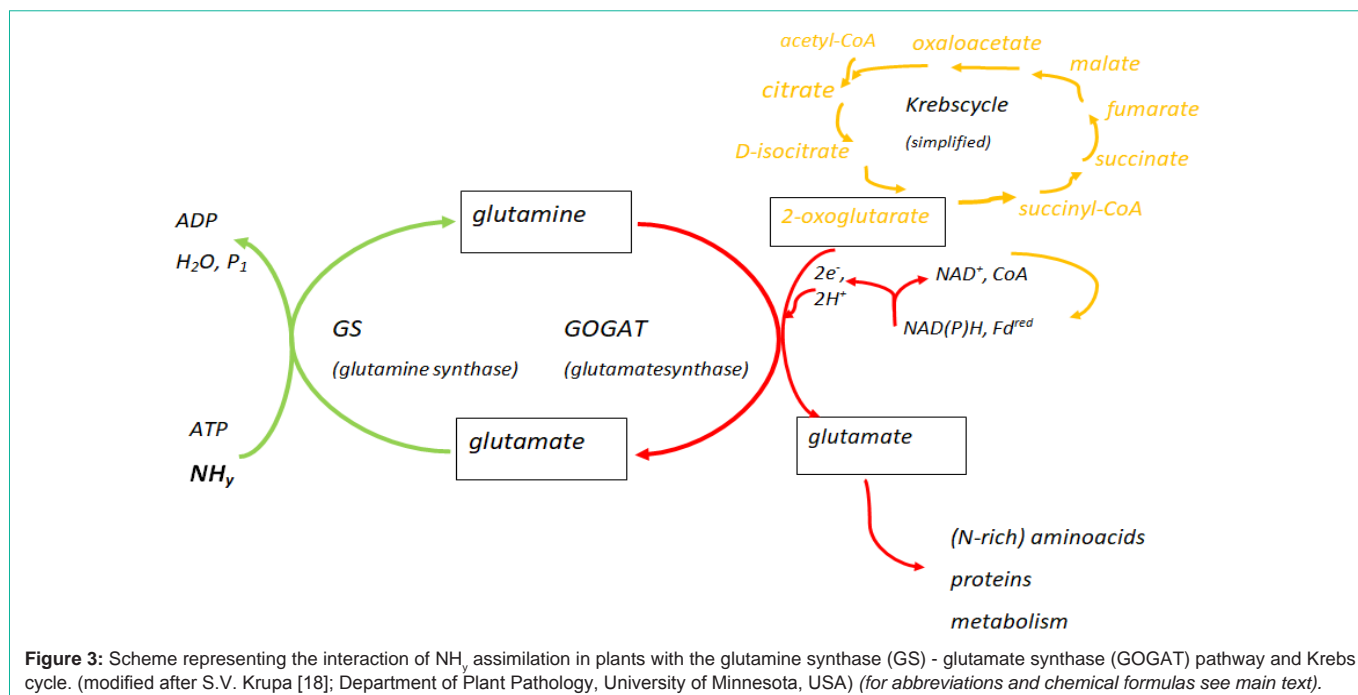 acetyl-CoA
oxaloacetate
malate
citrate
Krebscycle
fumarate
(simplified)
D-isocitrate
succinate
2-oxoglutarate
succinyl-CoA
glutamine
ADP
H₂O, P₁
2e⁻,
2H⁺
NAD⁺, CoA
NAD(P)H, Fdʳᵉᵈ
GS
(glutamine synthase)
GOGAT
(glutamatesynthase)
ATP
NHy
glutamate
glutamate
(N-rich) aminoacids
proteins
metabolism
Figure 3: Scheme representing the interaction of NHy assimilation in plants with the glutamine synthase (GS) - glutamate synthase (GOGAT) pathway and Krebs
cycle. (modified after S.V. Krupa [18]; Department of Plant Pathology, University of Minnesota, USA) (for abbreviations and chemical formulas see main text).